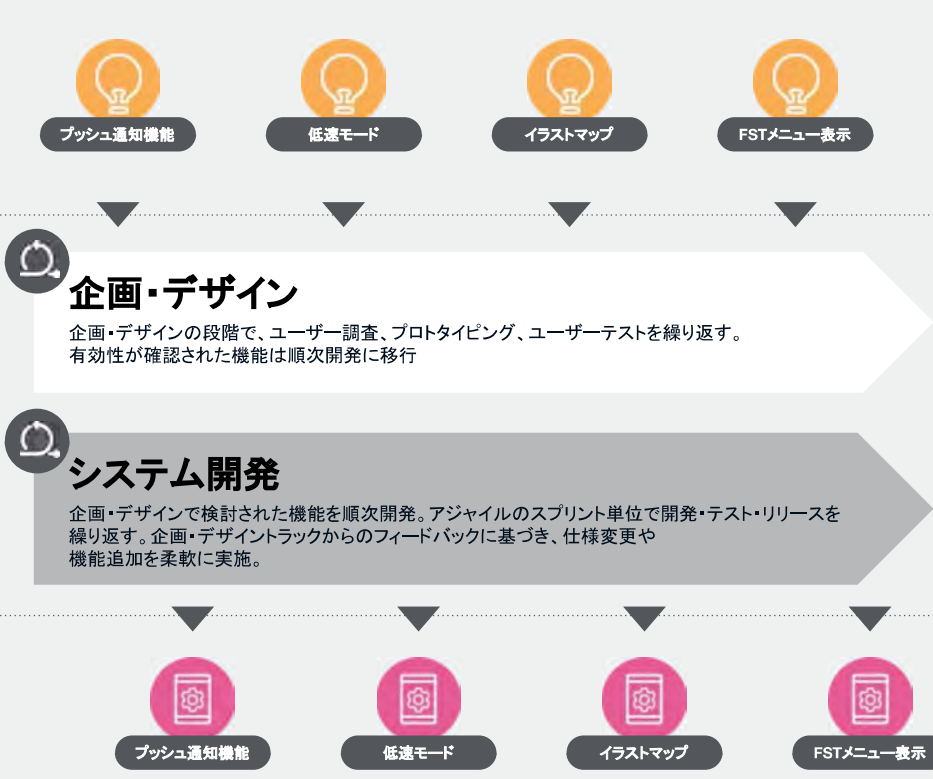 プッシュ通知機能
低速モード
イラストマップ
FSTメニュー表示
企画・デザイン
企画・デザインの段階で、ユーザー調査、プロトタイピング、ユーザーテストを繰り返す。
有効性が確認された機能は順次開発に移行
システム開発
企画・デザインで検討された機能を順次開発。アジャイルのスプリント単位で開発・テスト・リリースを
繰り返す。企画・デザイントラックからのフィードバックに基づき、仕様変更や
機能追加を柔軟に実施。
プッシュ通知機能
低速モード
イラストマップ
FSTメニュー表示